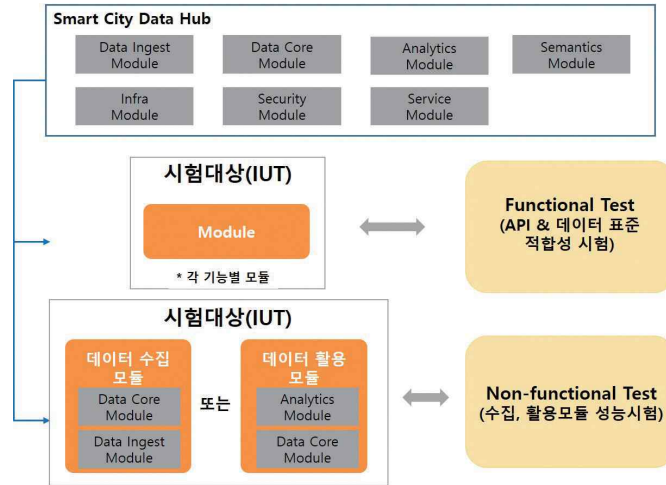 Smart City Data Hub
Data Ingest
Module
Data Core
Module
Analytics
Module
Semantics
Module
Infra
Module
Security
Module
Service
Module
시험대상(IUT)
Module
* 각 기능별 모듈
Functional Test
(API & 데이터 표준
적합성 시험)
시험대상(IUT)
데이터 수집
모듈
Data Core
Module
Data Ingest
Module
또는
데이터 활용
모듈
Analytics
Module
Data Core
Module
Non-functional Test
(수집, 활용모듈 성능시험)